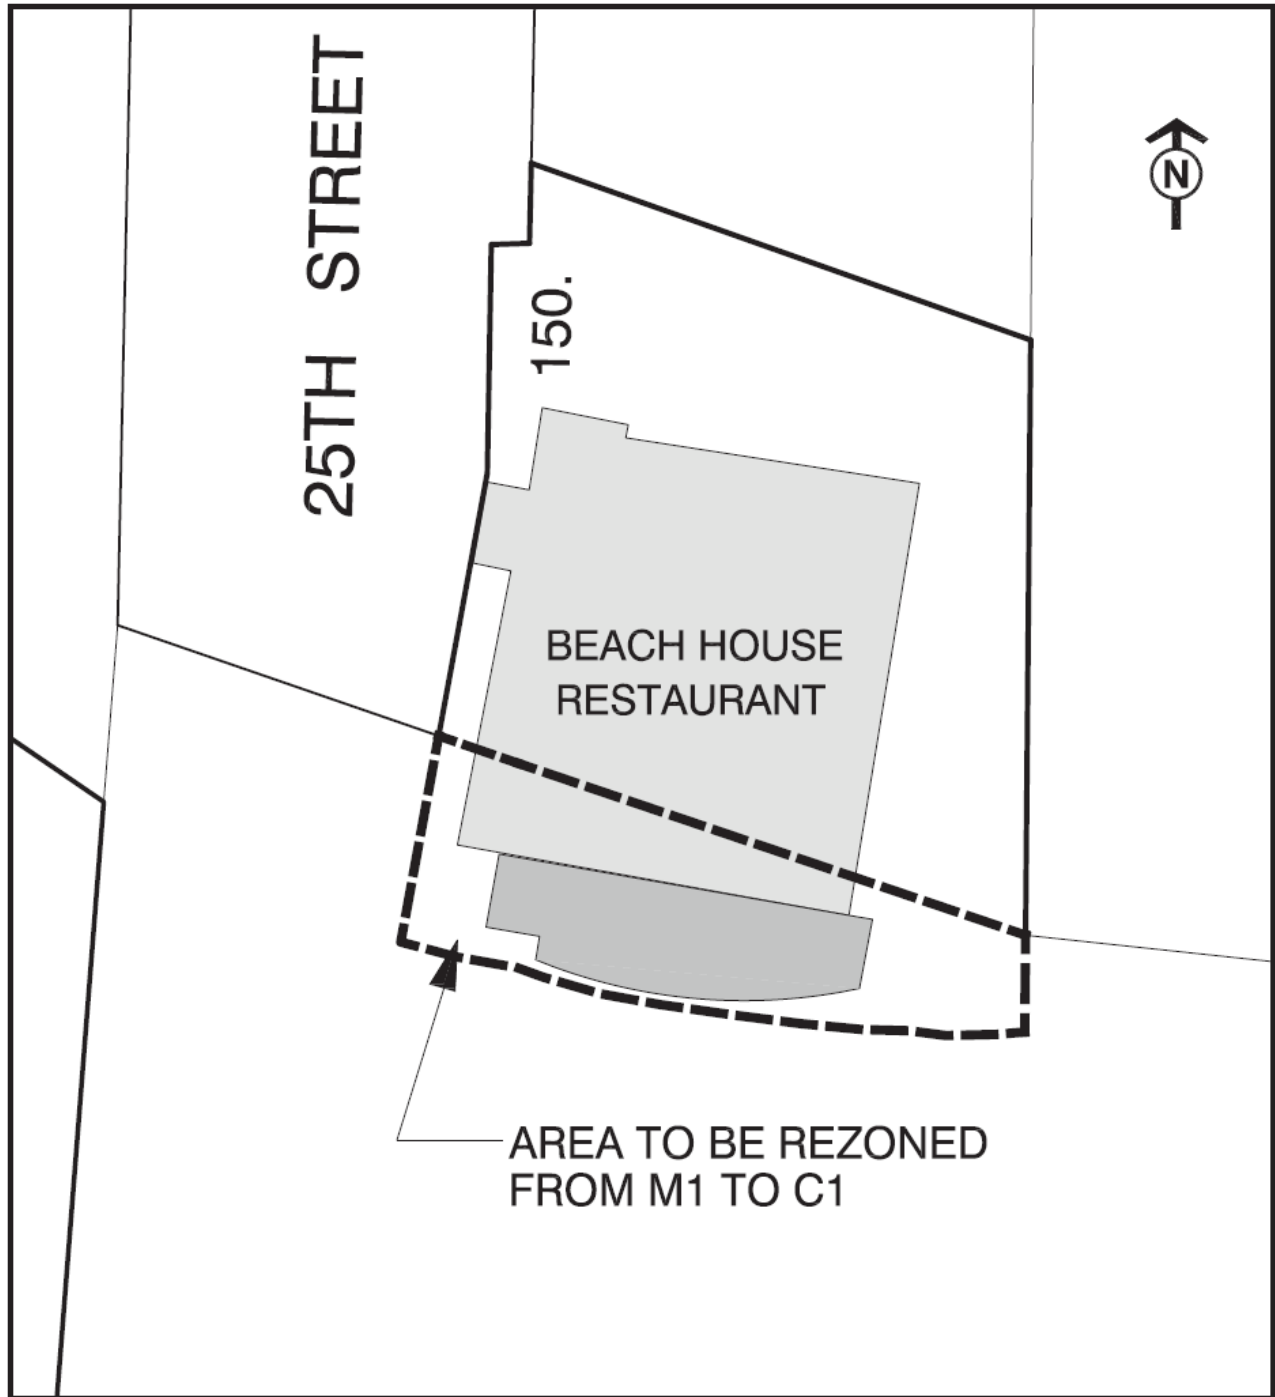 25TH STREET
N
150.
BEACH HOUSE
RESTAURANT
AREA TO BE REZONED
FROM M1 TO C1